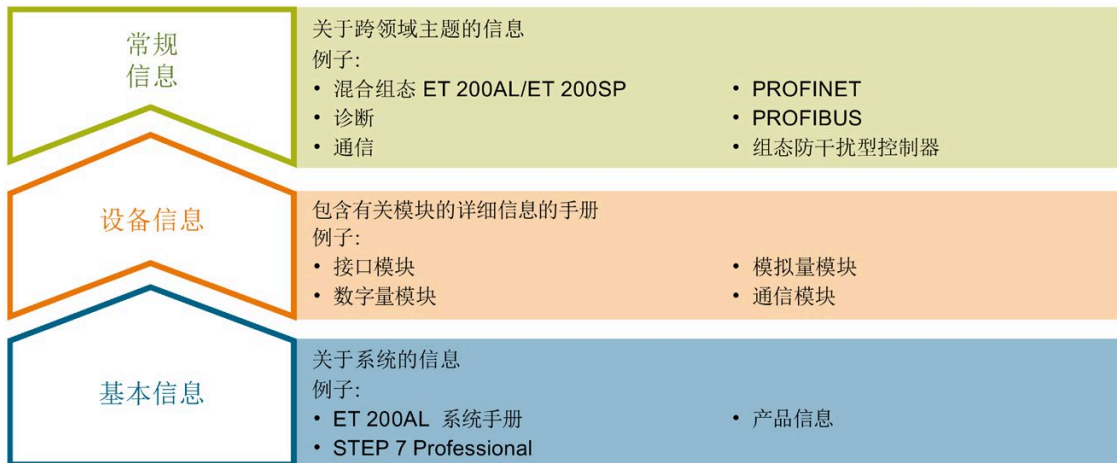 常规
信息
关于跨领域主题的信息
例子:
• 混合组态 ET 200AL/ET 200SP
• 诊断
• 通信
• PROFINET
• PROFIBUS
• 组态防干扰型控制器
设备信息
包含有关模块的详细信息的手册
例子:
• 接口模块
• 数字量模块
• 模拟量模块
• 通信模块
基本信息
关于系统的信息
例子:
• ET 200AL 系统手册
• STEP 7 Professional
• 产品信息